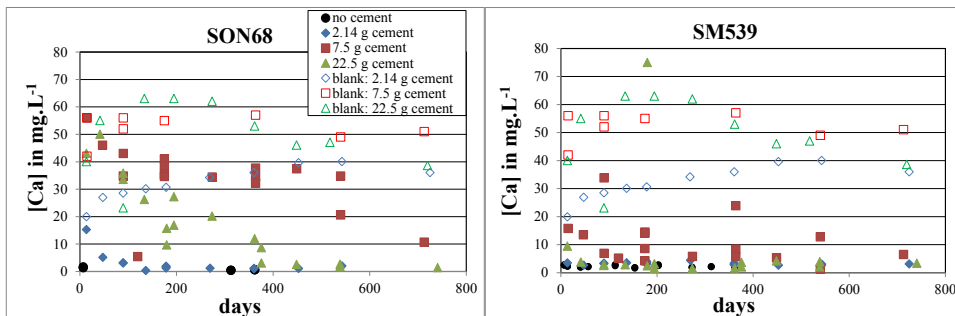 SON68
no cement
2.14 g cement
7.5 g cement
22.5 g cement
blank: 2.14 g cement
blank: 7.5 g cement
blank: 22.5 g cement
[Ca] in mg.L-1
80
70
60
50
40
30
20
10
0
0 200 400 600 800
days
SM539
[Ca] in mg.L-1
80
70
60
50
40
30
20
10
0
0 200 400 600 800
days